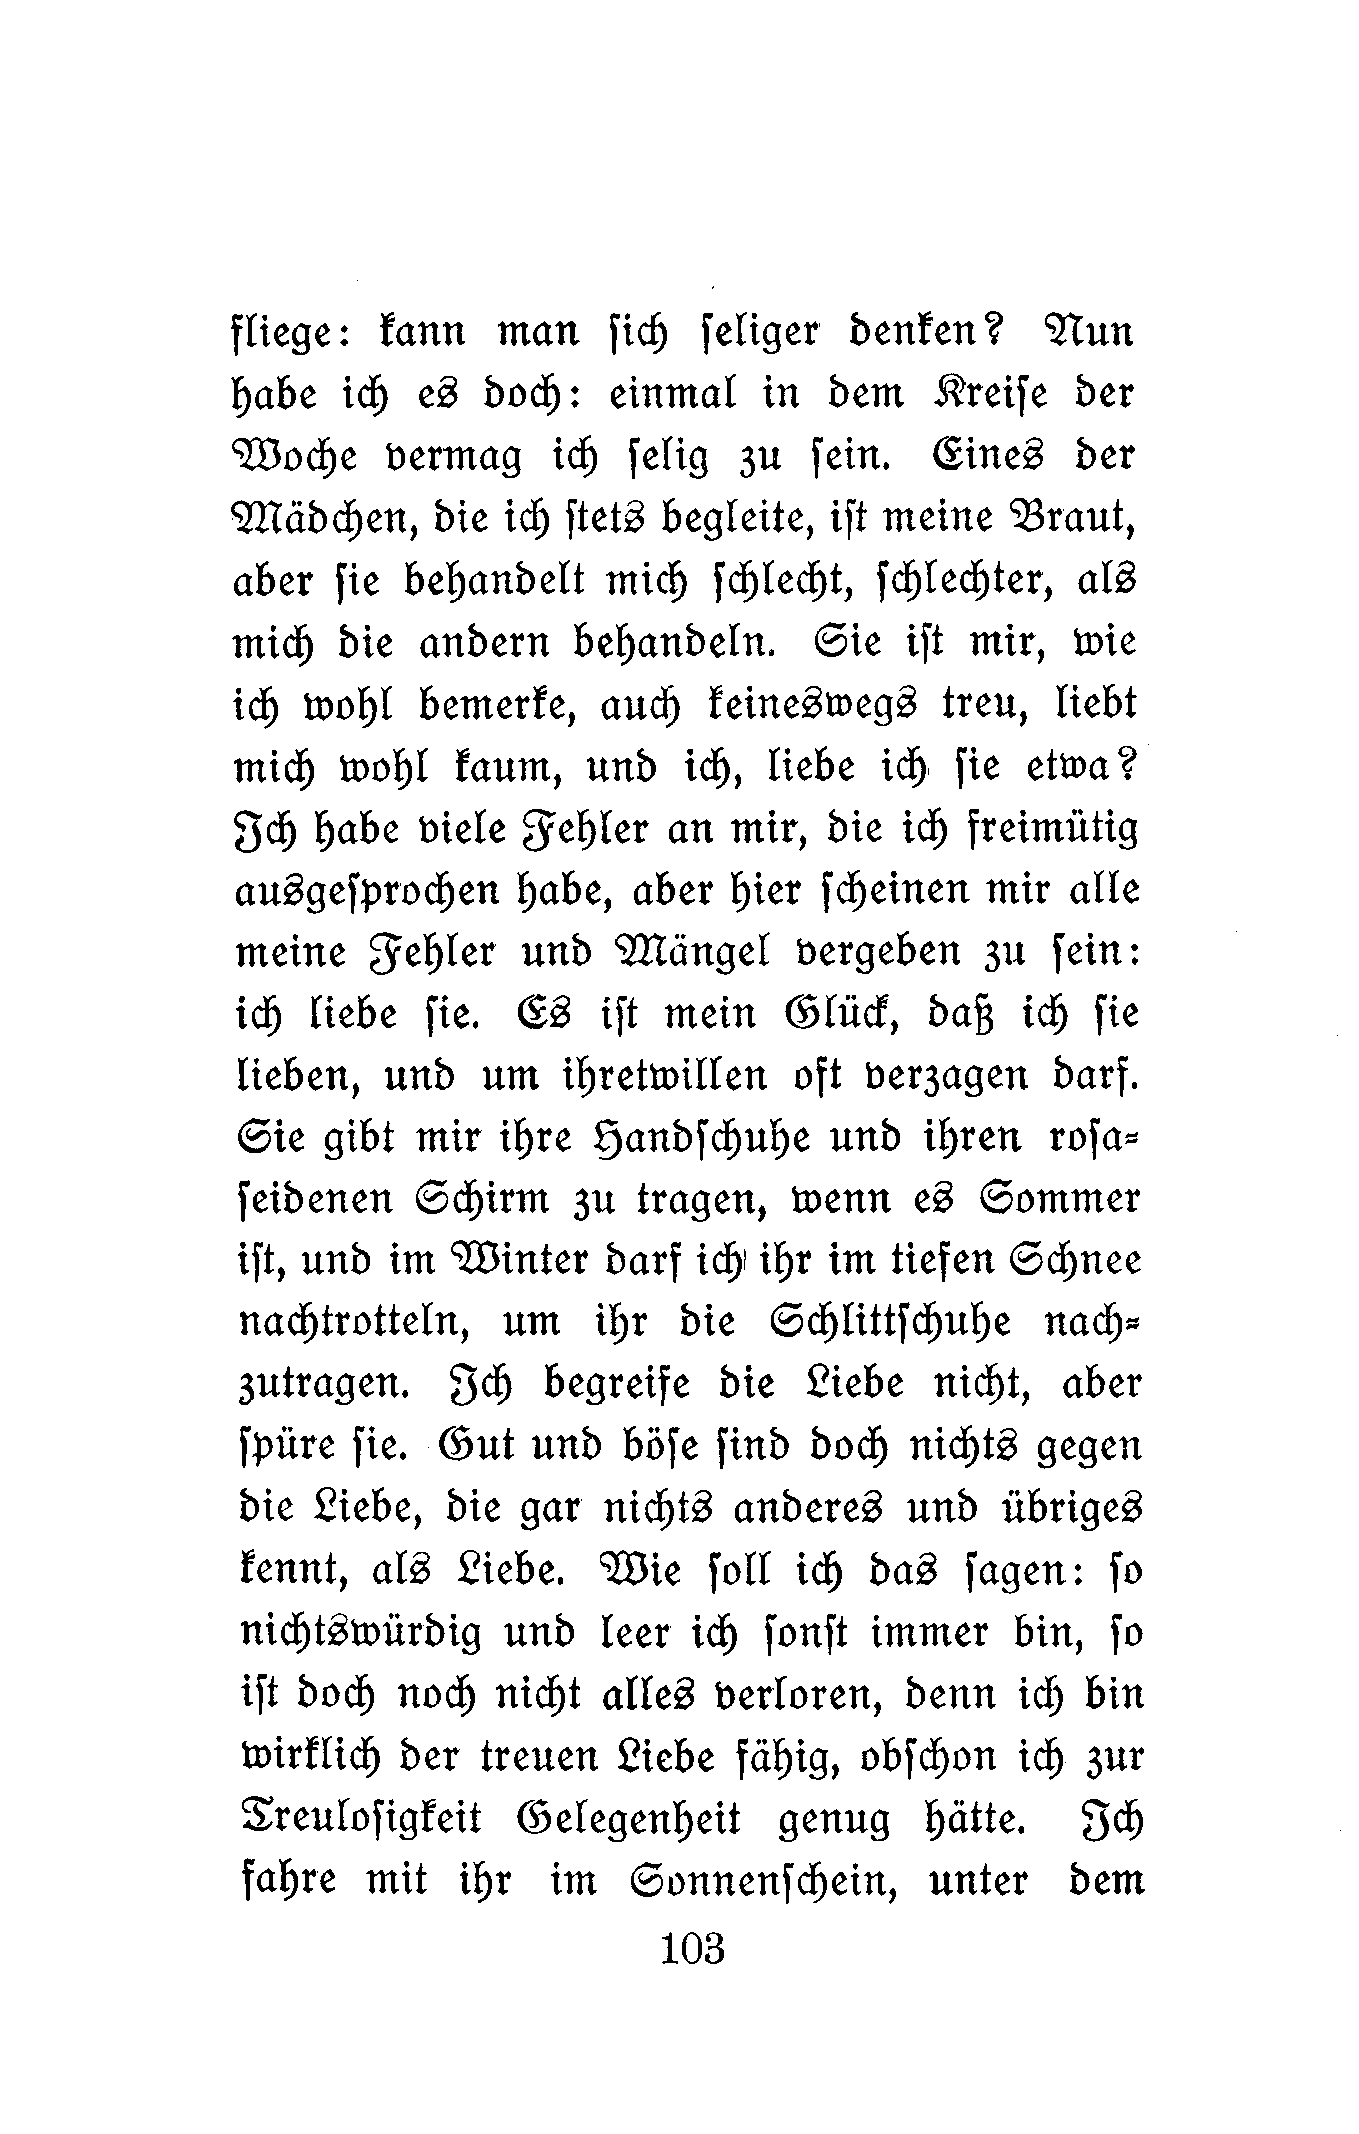 fliege: kann man sich seliger denken? Nun
habe ich es doch: einmal in dem Kreise der
Woche vermag ich selig zu sein. Eines der
Mädchen, die ich stets begleite, ist meine Braut,
aber sie behandelt mich schlecht, schlechter, als
mich die andern behandeln. Sie ist mir, wie
ich wohl bemerke, auch keineswegs treu, liebt
mich wohl kaum, und ich, liebe ich sie etwa?
Ich habe viele Fehler an mir, die ich freimütig
ausgesprochen habe, aber hier scheinen mir alle
meine Fehler und Mängel vergeben zu sein:
ich liebe sie. Es ist mein Glück, daß ich sie
lieben, und um ihretwillen oft verzagen darf.
Sie gibt mir ihre Handschuhe und ihren rosa-
seidenen Schirm zu tragen, wenn es Sommer
ist, und im Winter darf ich ihr im tiefen Schnee
nachtrotteln, um ihr die Schlittschuhe nach-
zutragen. Ich begreife die Liebe nicht, aber
spüre sie. Gut und böse sind doch nichts gegen
die Liebe, die gar nichts anderes und übriges
kennt, als Liebe. Wie soll ich das sagen: so
nichtswürdig und leer ich sonst immer bin, so
ist doch noch nicht alles verloren, denn ich bin
wirklich der treuen Liebe fähig, obschon ich zur
Treulosigkeit Gelegenheit genug hätte. Ich
fahre mit ihr im Sonnenschein, unter dem
103